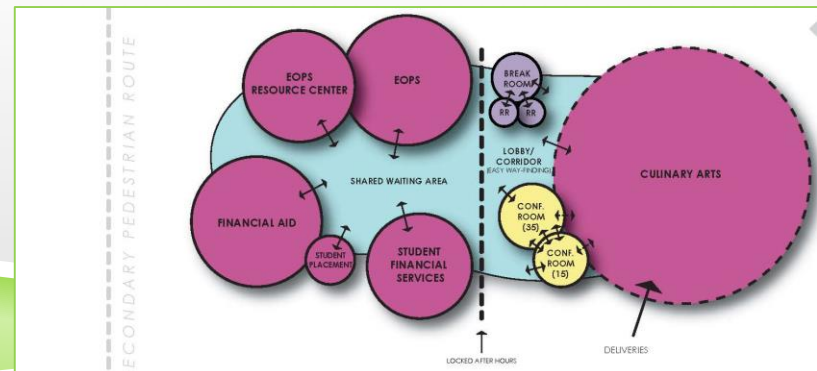 ECONDARY PEDESTRIAN ROUTE
EOPS
RESOURCE CENTER
EOPS
BREAK
ROOM
RR
RR
LOBBY/
CORRIDOR
(EASY WAY-FINDING)
CULINARY ARTS
SHARED WAITING AREA
FINANCIAL AID
STUDENT
PLACEMENT
STUDENT
FINANCIAL
SERVICES
CONF.
ROOM
(35)
CONF.
ROOM
(15)
LOCKED AFTER HOURS
DELIVERIES